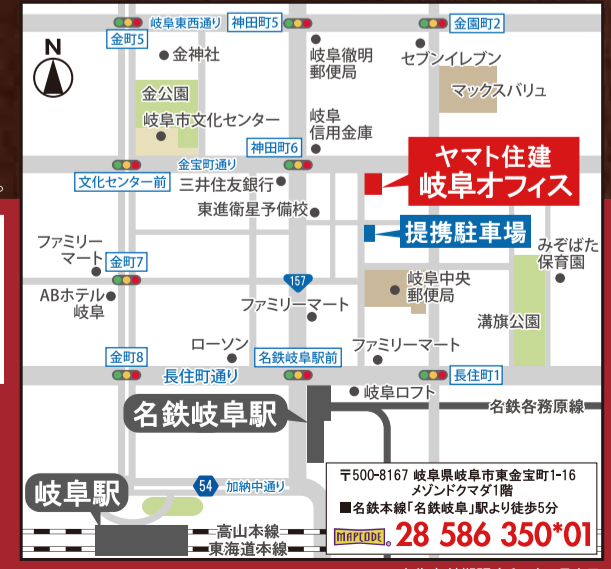 岐阜東西通り
神田町5
金園町2
金町5
N
金神社
岐阜徹明
郵便局
セブンイレブン
金公園
マックスバリュ
岐阜市文化センター
岐阜
信用金庫
神田町6
金宝町通り
ヤマト住建
岐阜オフィス
文化センター前
三井住友銀行
東進衛星予備校
提携駐車場
ファミリー
マート
金町7
みぞばた
保育園
157
岐阜中央
郵便局
ABホテル
岐阜
ファミリーマート
溝旗公園
ローソン
ファミリーマート
金町8
名鉄岐阜駅前
長住町通り
長住町1
岐阜ロフト
名鉄岐阜駅
名鉄各務原線
〒500-8167 岐阜県岐阜市東金宝町1-16
メゾンドクマダ1階
■名鉄本線「名鉄岐阜」駅より徒歩5分
MAPCODE. 28 586 350*01
54
加納中通り
岐阜駅
高山本線
東海道本線